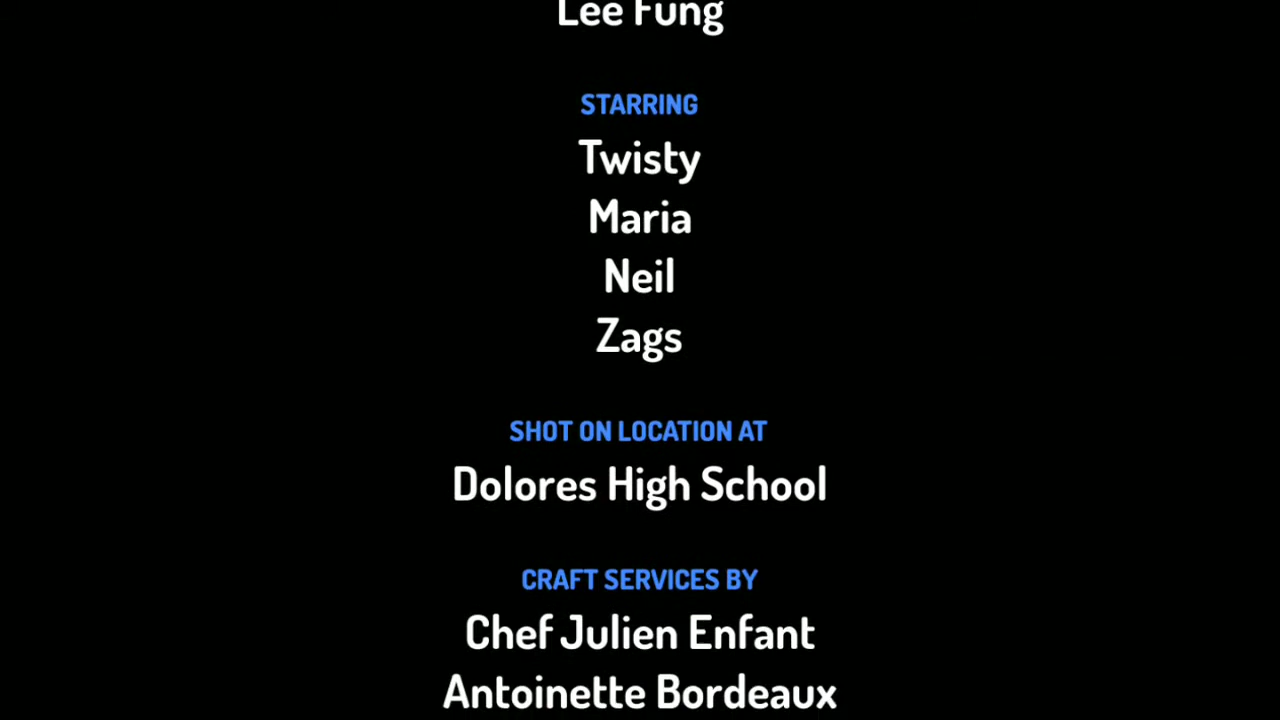 Lee Fung
STARRING
Twisty
Maria
Neil
Zags
SHOT ON LOCATION AT
Dolores High School
CRAFT SERVICES BY
Chef Julien Enfant
Antoinette Bordeaux